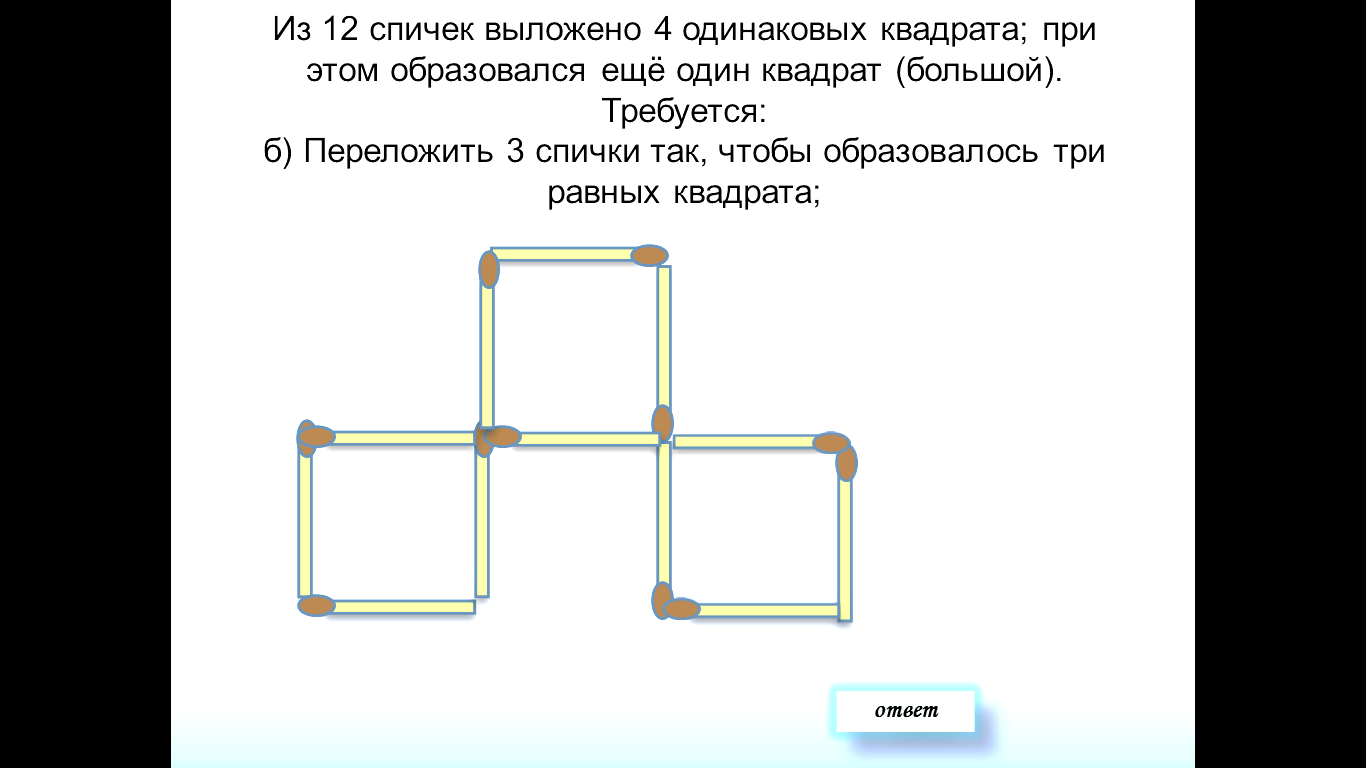 Из 12 спичек выложено 4 одинаковых квадрата; при
этом образовался ещё один квадрат (большой).
Требуется:
б) Переложить 3 спички так, чтобы образовалось три
равных квадрата;
ответ